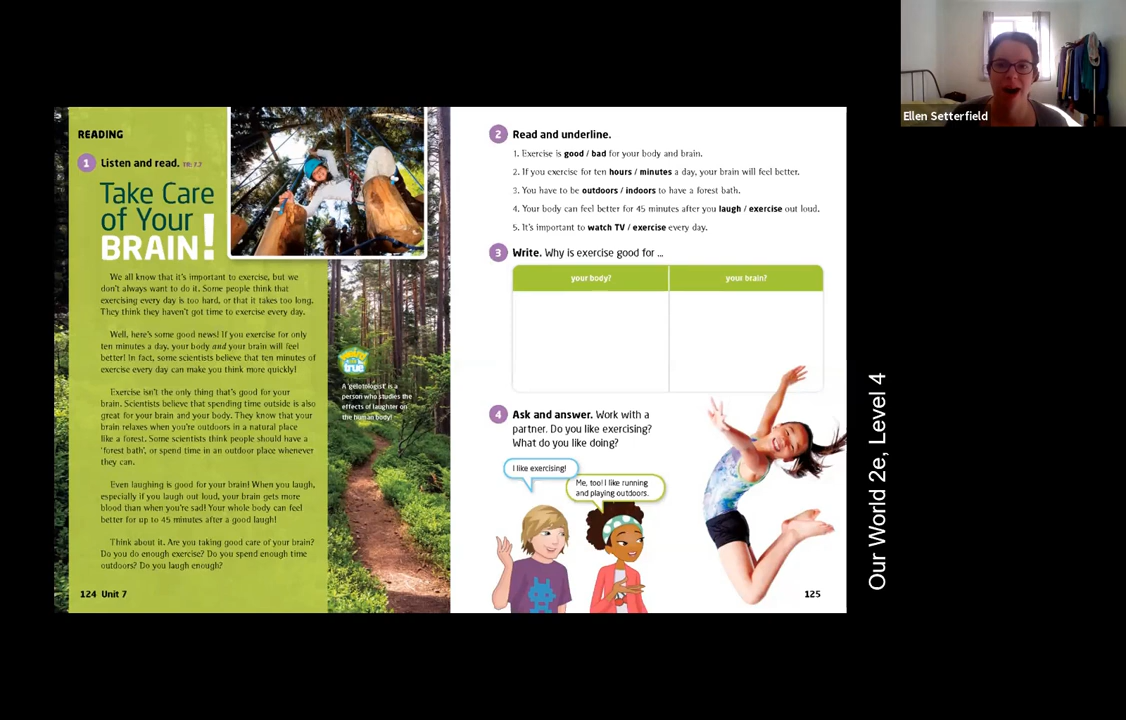 READING
1 Listen and read. TR: 7.7
Take Care
of Your
BRAIN!
We all know that it's important to exercise, but we
don't always want to do it. Some people think that
exercising every day is too hard, or that it takes too long.
They think they haven't got time to exercise every day.
Well, here's some good news! If you exercise for only
ten minutes a day, your body and your brain will feel
better! In fact, some scientists believe that ten minutes of
exercise every day can make you think more quickly!
Exercise isn't the only thing that's good for your
brain. Scientists believe that spending time outside is also
great for your brain and your body. They know that your
brain relaxes when you're outdoors in a natural place
like a forest. Some scientists think people should have a
'forest bath', or spend time in an outdoor place whenever
they can.
Even laughing is good for your brain! When you laugh,
especially if you laugh out loud, your brain gets more
blood than when you're sad! Your whole body can feel
better for up to 45 minutes after a good laugh!
Think about it. Are you taking good care of your brain?
Do you do enough exercise? Do you spend enough time
outdoors? Do you laugh enough?
124 Unit 7
true
A 'gelotologist' is a
person who studies the
effects of laughter on
the human body!
2 Read and underline.
1. Exercise is good / bad for your body and brain.
2. If you exercise for ten hours / minutes a day, your brain will feel better.
3. You have to be outdoors / indoors to have a forest bath.
4. Your body can feel better for 45 minutes after you laugh / exercise out loud.
5. It's important to watch TV / exercise every day.
3 Write. Why is exercise good for ...
your body?
your brain?
4 Ask and answer. Work with a
partner. Do you like exercising?
What do you like doing?
I like exercising!
Me, too! I like running
and playing outdoors.
125
Our World 2e, Level 4
Ellen Setterfield